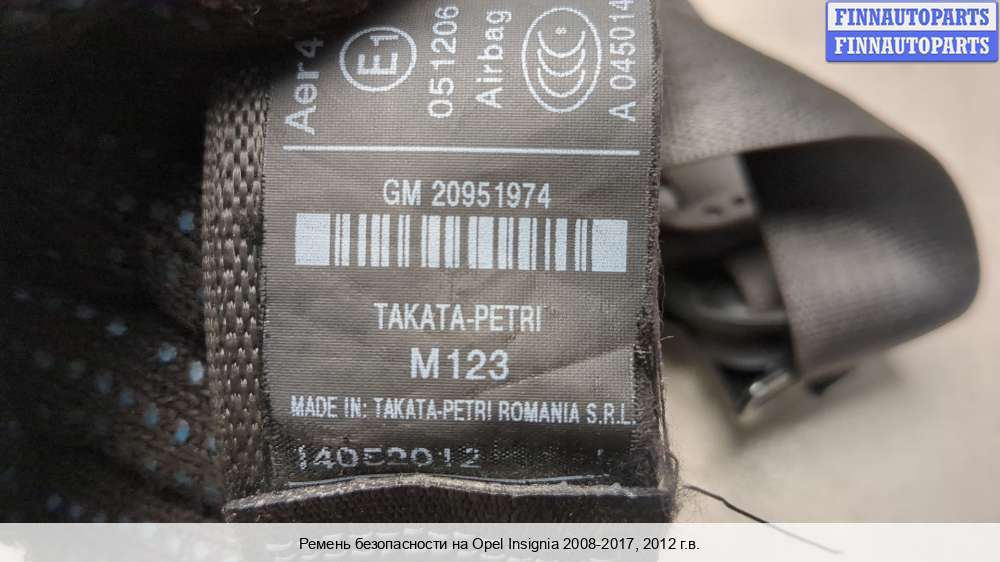 FINNAUTOPARTS
FINNAUTOPARTS
Aer4
E1
051206
Airbag
CCC
A 045014
GM 20951974
TAKATA-PETRI
M123
MADE IN: TAKATA-PETRI ROMANIA S.R.L.
14052012
Ремень безопасности на Opel Insignia 2008-2017, 2012 г.в.